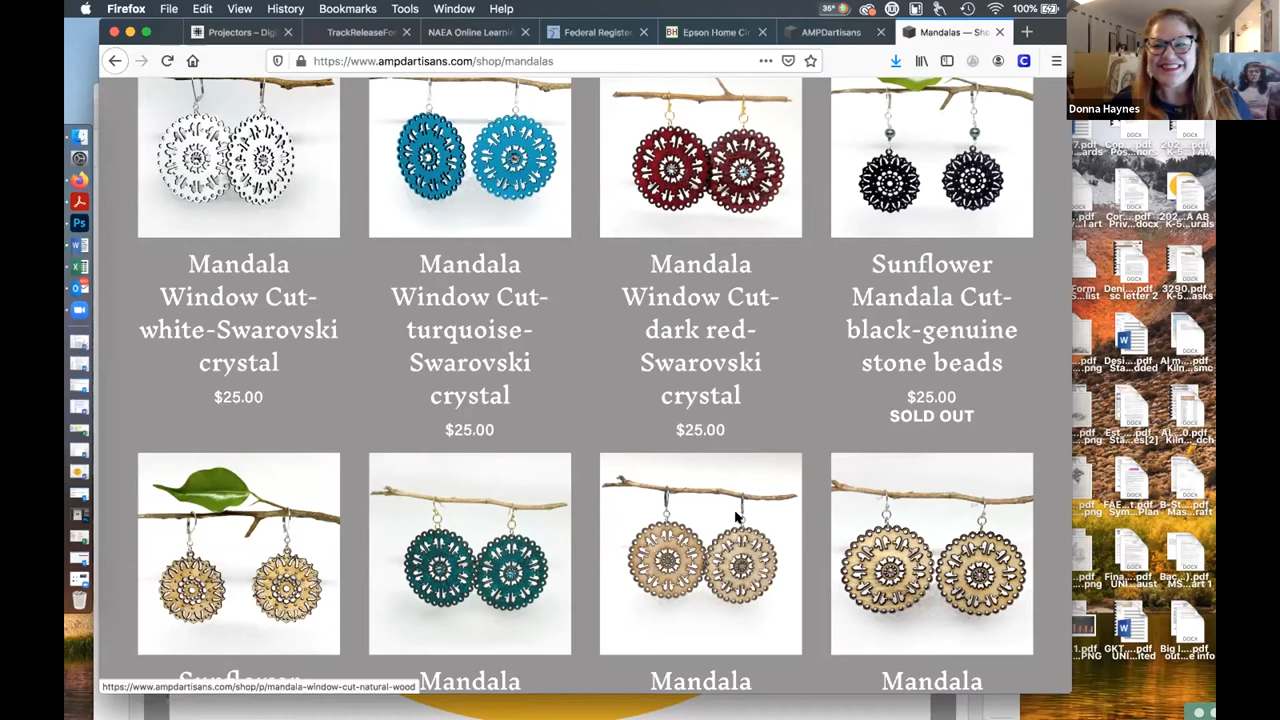 Firefox File Edit View History Bookmarks Tools Window Help
36° 100%
Projectors – Digi
TrackReleaseFor
NAEA Online Learni
Federal Register
Epson Home Ci
AMPDartisans
Mandalas — Sho
https://www.ampdartisans.com/shop/mandalas
Donna Haynes
Mandala
Window Cut-
white-Swarovski
crystal
$25.00
Mandala
Window Cut-
turquoise-
Swarovski
crystal
$25.00
Mandala
Window Cut-
dark red-
Swarovski
crystal
$25.00
Sunflower
Mandala Cut-
black-genuine
stone beads
$25.00
SOLD OUT
Sunflower
Mandala
Mandala
Mandala
https://www.ampdartisans.com/shop/p/mandala-window-cut-natural-wood